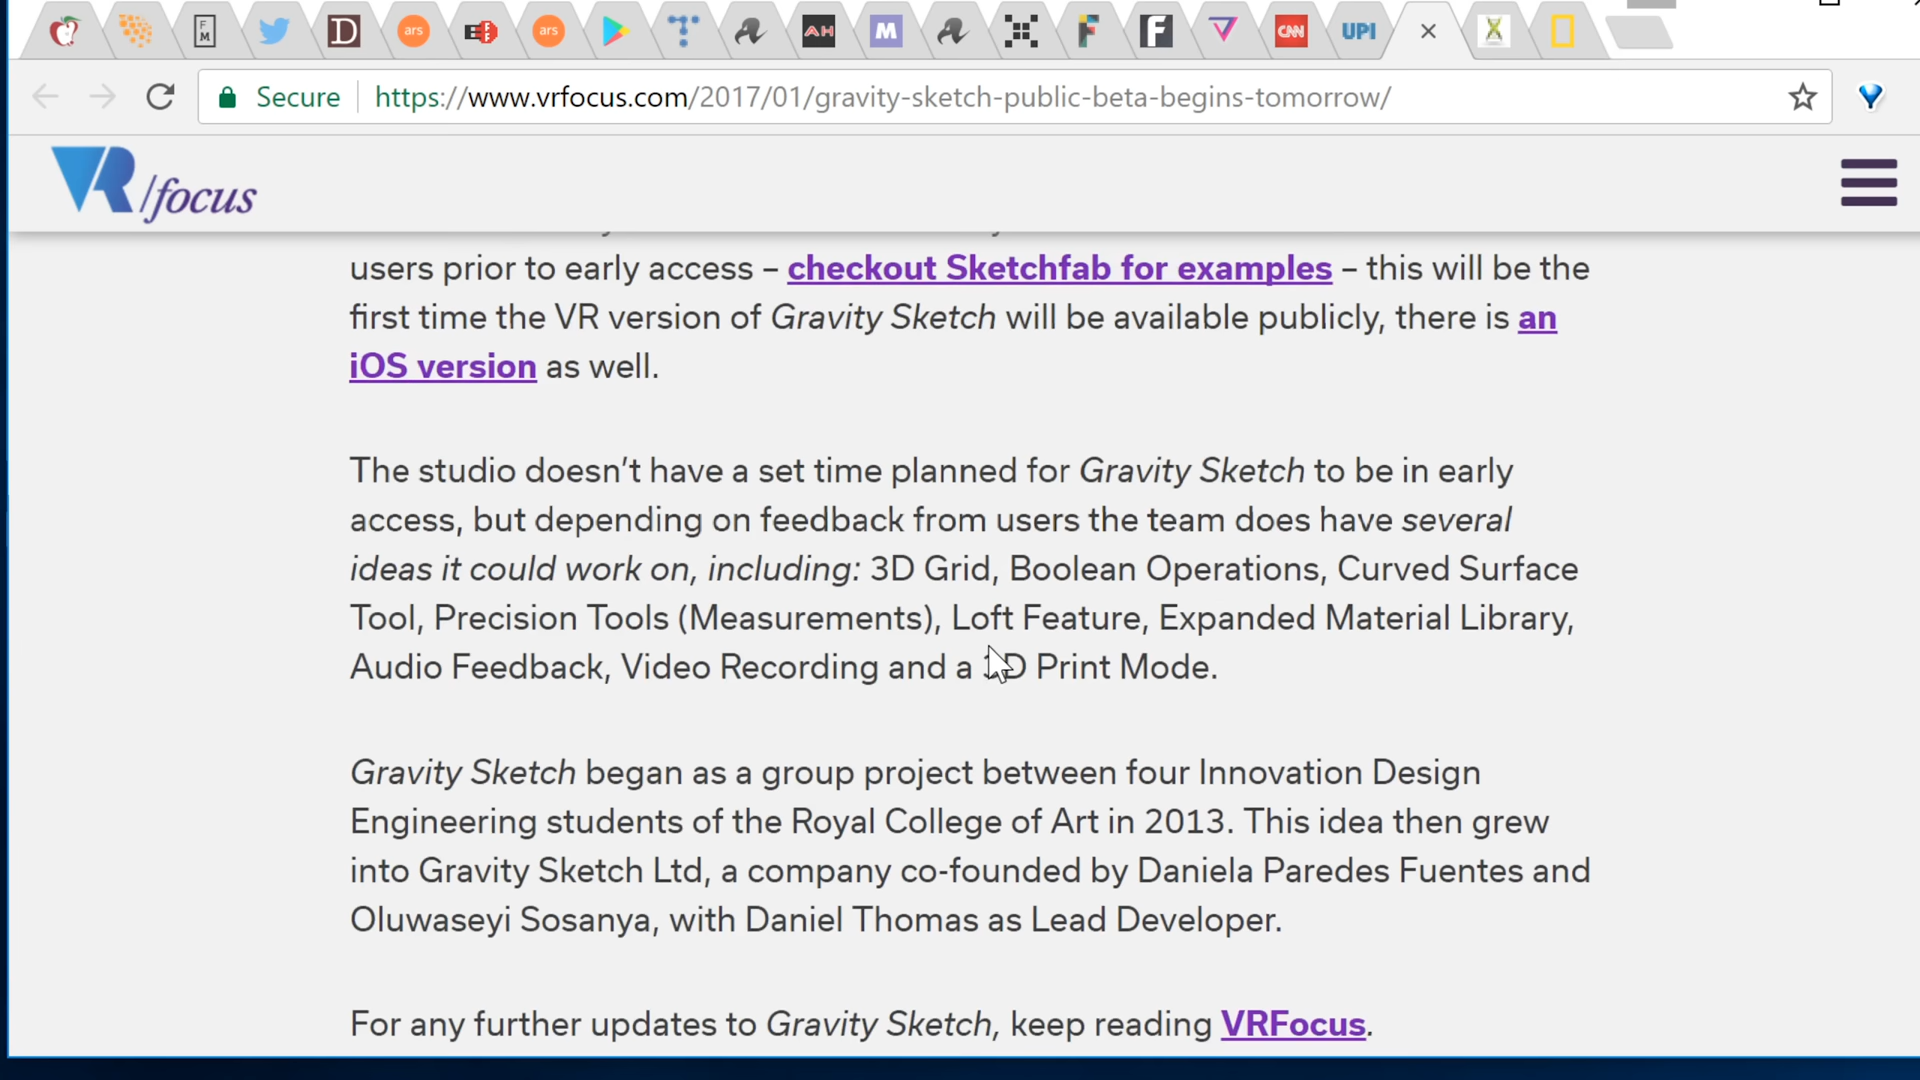 F
M
D
ars
EFF
ars
AH
M
F
F
CNN
UPI
Secure
https://www.vrfocus.com/2017/01/gravity-sketch-public-beta-begins-tomorrow/
VR/focus
users prior to early access – checkout Sketchfab for examples – this will be the
first time the VR version of Gravity Sketch will be available publicly, there is an
iOS version as well.
The studio doesn’t have a set time planned for Gravity Sketch to be in early
access, but depending on feedback from users the team does have several
ideas it could work on, including: 3D Grid, Boolean Operations, Curved Surface
Tool, Precision Tools (Measurements), Loft Feature, Expanded Material Library,
Audio Feedback, Video Recording and a 3D Print Mode.
Gravity Sketch began as a group project between four Innovation Design
Engineering students of the Royal College of Art in 2013. This idea then grew
into Gravity Sketch Ltd, a company co-founded by Daniela Paredes Fuentes and
Oluwaseyi Sosanya, with Daniel Thomas as Lead Developer.
For any further updates to Gravity Sketch, keep reading VRFocus.